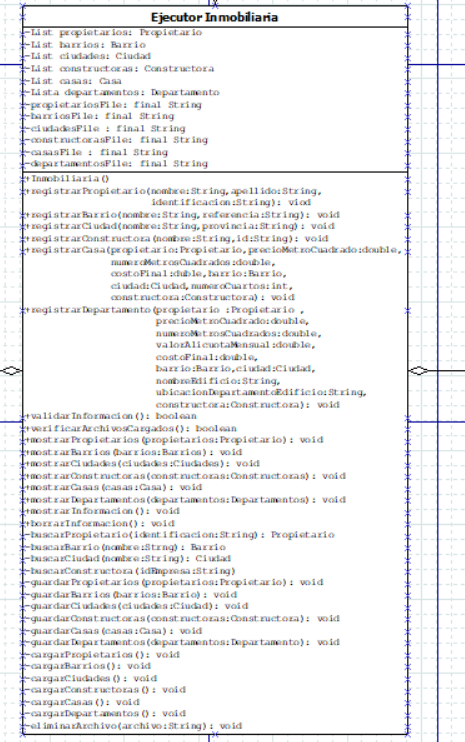 Ejecutor Inmobiliaria
-List propietarios: Propietario
-List barrios: Barrio
-List ciudades: Ciudad
-List constructoras: Constructora
-List casas: Casa
-Lista departamentos: Departamento
-propietariosFile: final String
-barriosFile: final String
-ciudadesFile : final String
-constructorasFile: final String
-casasFile : final String
-departamentosFile: final String
+Inmobiliaria()
+registrarPropietario(nombre:String,apellido:String,
identificacion:String): viod
+registrarBarrio(nombre:String,referencia:String): void
+registrarCiudad(nombre:String,provincia:String): void
+registrarConstructora(nombre:String,id:String): void
+registrarCasa(propietario:Propietario,precioMetroCuadrado:double,
numeroMetrosCuadrados:double,
costoFinal:duble,barrio:Barrio,
ciudad:Ciudad,numeroCuartos:int,
constructora:Constructora): void
+registrarDepartamento(propietario :Propietario ,
precioMetroCuadrado:double,
numeroMetrosCuadrados:double,
valorAlicuotaMensual:double,
costoFinal:double,
barrio:Barrio,ciudad:Ciudad,
nombreEdificio:String,
ubicacionDepartamentoEdificio:String,
constructora:Constructora): void
+validarInformacion(): boolean
+verificarArchivosCargados(): boolean
+mostrarPropietarios(propietarios:Propietario): void
+mostrarBarrios(barrios:Barrios): void
+mostrarCiudades(ciudades:Ciudades): void
+mostrarConstructoras(constructoras:Constructoras): void
+mostrarCasas(casas:Casa): void
+mostrarDepartamentos(departamentos:Departamentos): void
+mostrarInformacion(): void
+borrarInformacion(): void
-buscarPropietario(identificacion:String): Propietario
-buscarBarrio(nombre:Strng): Barrio
-buscarCiudad(nombre:String): Ciudad
-buscarConstructora(idEmpresa:String)
-guardarPropietarios(propietarios:Propietario): void
-guardarBarrios(barrios:Barrio): void
-guardarCiudades(ciudades:Ciudad): void
-guardarConstructoras(constructoras:Constructora): void
-guardarCasas(casas:Casa): void
-guardarDepartamentos(departamentos:Departamento): void
-cargarPropietarios(): void
-cargarBarrios(): void
-cargarCiudades(): void
-cargarConstructoras(): void
-cargarCasas(): void
-cargarDepartamentos(): void
-eliminarArchivo(archivo:String): void